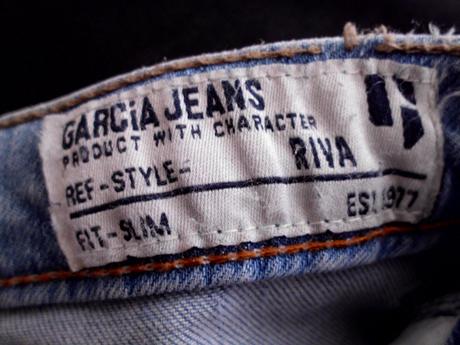 GARCiA JEANS
PRODUCT WITH CHARACTER
REF-STYLE- RIVA
FIT-SLIM EST 1977